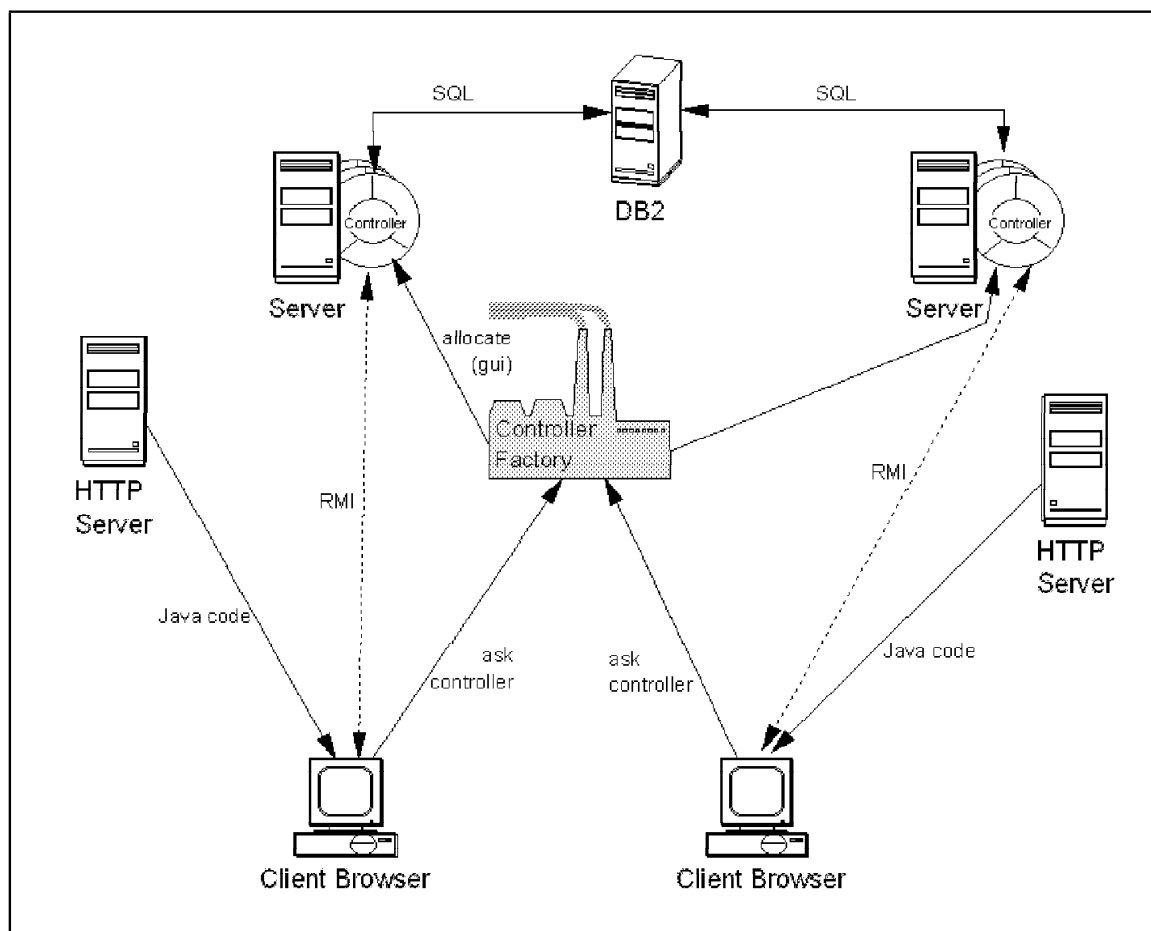 SQL
SQL
DB2
Controller
Controller
Server
Server
allocate
(gui)
Controller
Factory
HTTP
Server
RMI
RMI
HTTP
Server
Java code
ask
controller
ask
controller
Java code
Client Browser
Client Browser